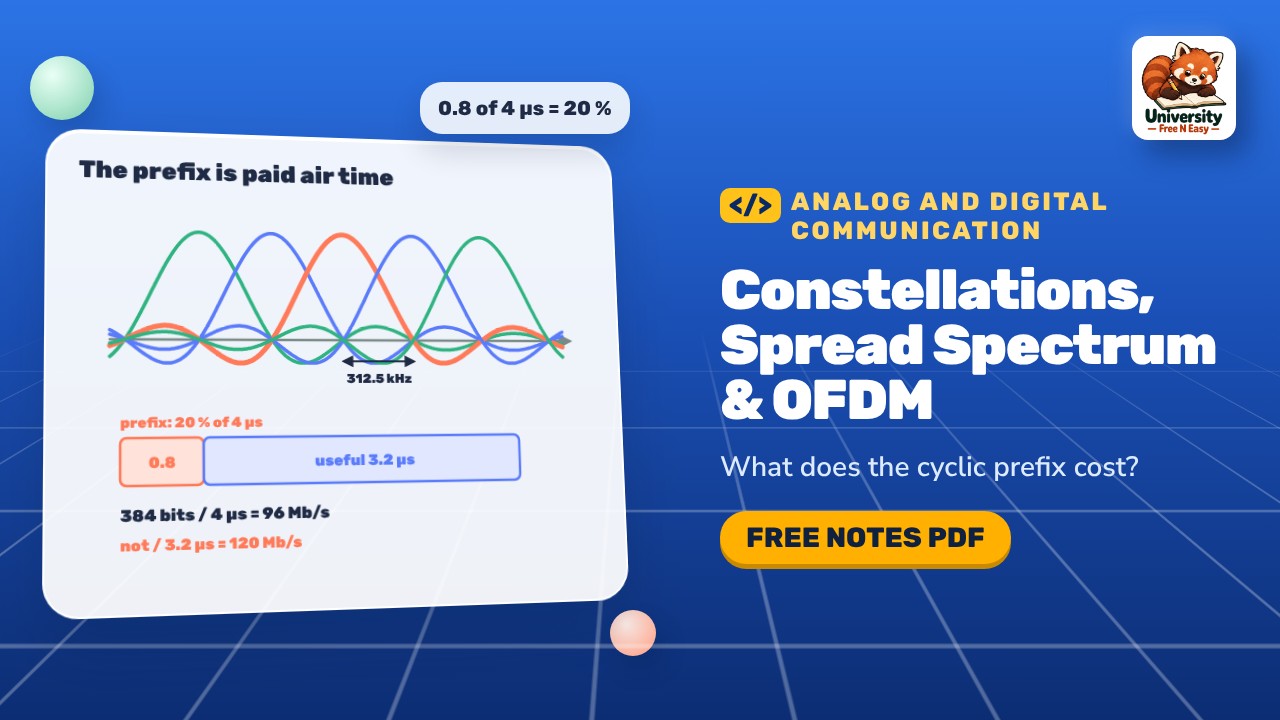 0.8 of 4 µs = 20 %
The prefix is paid air time
312.5 kHz
prefix: 20 % of 4 µs
0.8
useful 3.2 µs
384 bits / 4 µs = 96 Mb/s
not / 3.2 µs = 120 Mb/s
University
Free N Easy
</>
ANALOG AND DIGITAL
COMMUNICATION
Constellations,
Spread Spectrum
& OFDM
What does the cyclic prefix cost?
FREE NOTES PDF